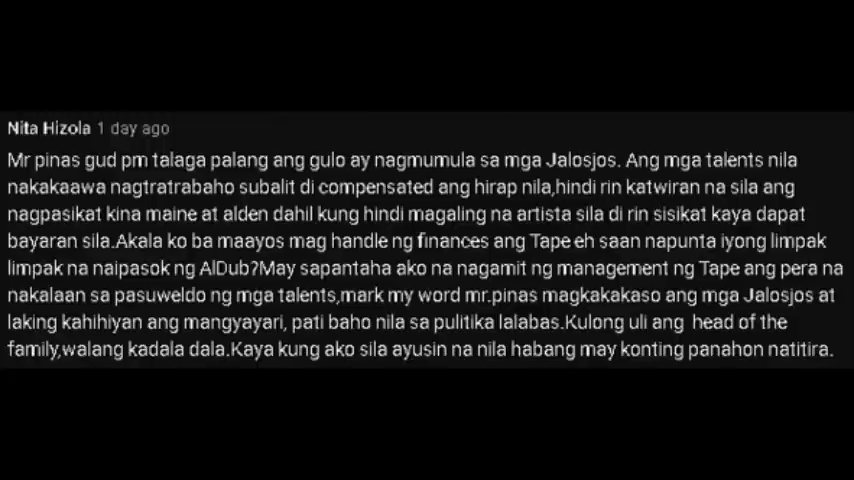 Nita Hizola 1 day ago
Mr pinas gud pm talaga palang ang gulo ay nagmumula sa mga Jalosjos. Ang mga talents nila
nakakaawa nagtratrabaho subalit di compensated ang hirap nila,hindi rin katwiran na sila ang
nagpasikat kina maine at alden dahil kung hindi magaling na artista sila di rin sisikat kaya dapat
bayaran sila.Akala ko ba maayos mag handle ng finances ang Tape eh saan napunta iyong limpak
limpak na naipasok ng AlDub?May sapantaha ako na nagamit ng management ng Tape ang pera na
nakalaan sa pasuweldo ng mga talents,mark my word mr.pinas magkakakaso ang mga Jalosjos at
laking kahihiyan ang mangyayari, pati baho nila sa pulitika lalabas.Kulong uli ang head of the
family,walang kadala dala.Kaya kung ako sila ayusin na nila habang may konting panahon natitira.